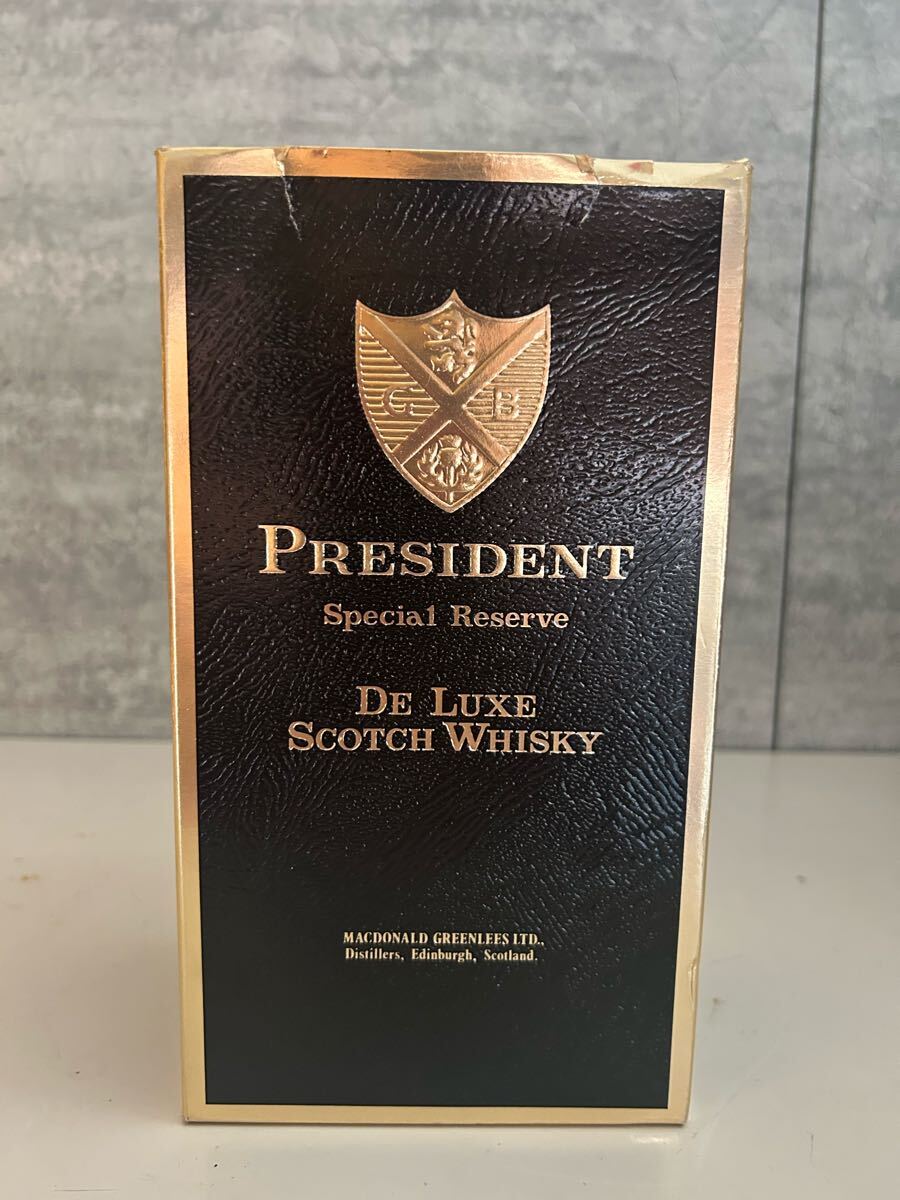 G B
PRESIDENT
Special Reserve
DE LUXE
SCOTCH WHISKY
MACDONALD GREENLEES LTD.,
Distillers, Edinburgh, Scotland.